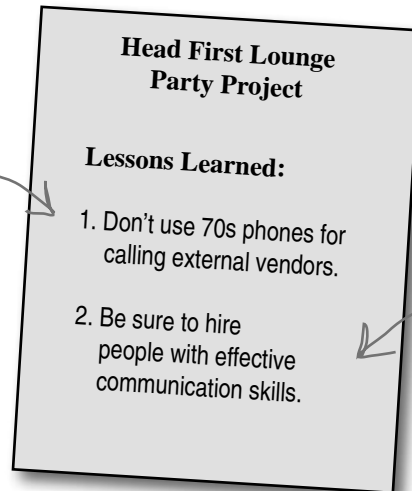 Head First Lounge
Party Project
Lessons Learned:
1. Don't use 70s phones for
calling external vendors.
2. Be sure to hire
people with effective
communication skills.